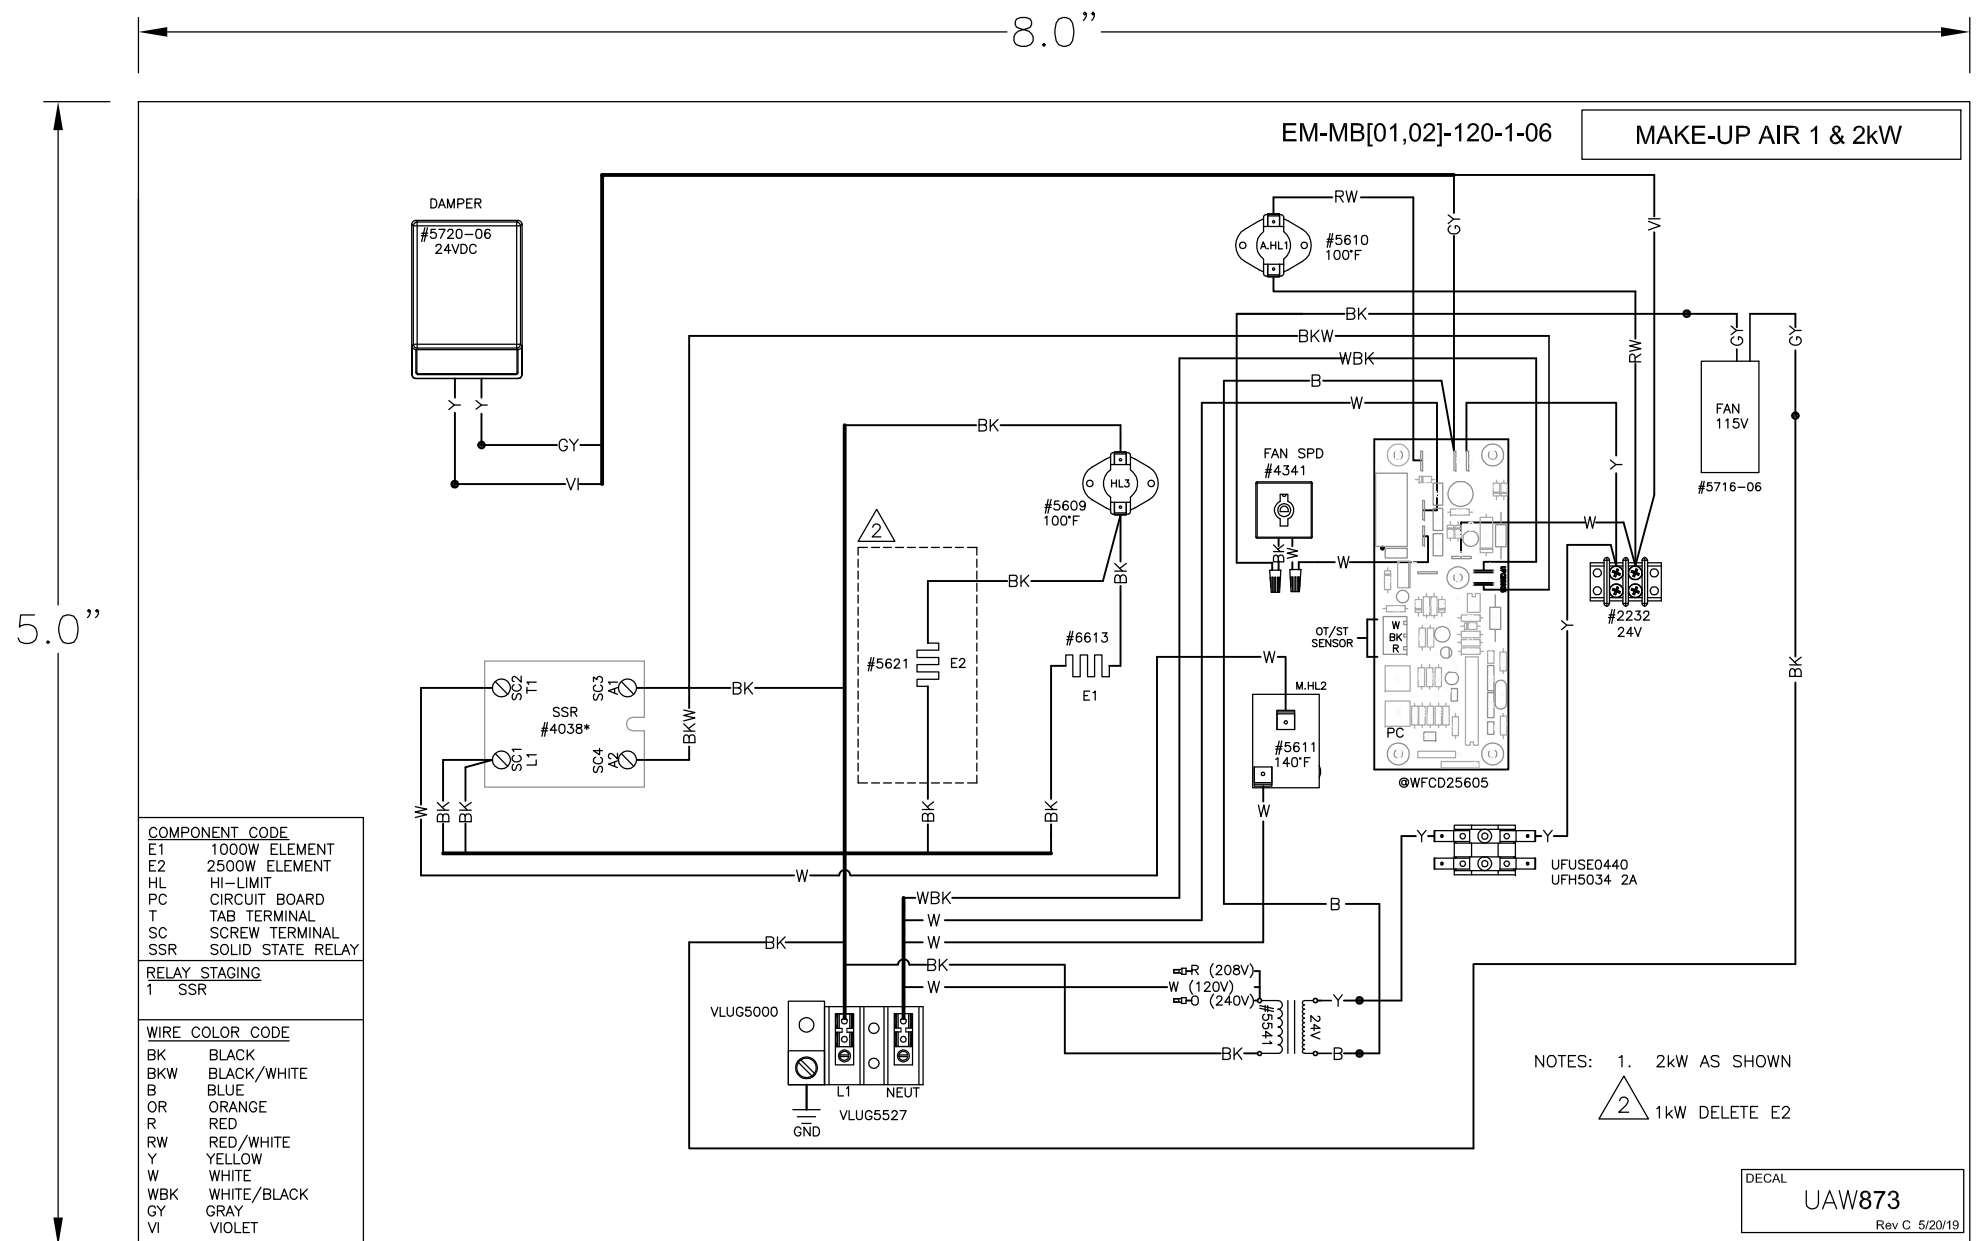 8.0”
5.0”
EM-MB[01,02]-120-1-06
MAKE-UP AIR 1 & 2kW
DAMPER
#5720-06
24VDC
Y
Y
GY
VI
RW
A.HL1
#5610
100°F
GY
VI
BK
BKW
WBK
B
W
RW
GY
GY
FAN
115V
#5716-06
BK
HL3
#5609
100°F
FAN SPD
#4341
BK
W
W
Y
W
2
BK
BK
#5621
E2
#6613
E1
OT/ST
SENSOR
W
BK
R
PC
@WFCD25605
#2232
24V
Y
BK
SC2
T1
SC3
A1
SSR
#4038*
SC1
L1
SC4
A2
BK
BKW
W
M.HL2
#5611
140°F
W
W
BK
BK
BK
BK
W
Y
Y
UFUSE0440
UFH5034 2A
COMPONENT CODE
E1 1000W ELEMENT
E2 2500W ELEMENT
HL HI-LIMIT
PC CIRCUIT BOARD
T TAB TERMINAL
SC SCREW TERMINAL
SSR SOLID STATE RELAY
RELAY STAGING
1 SSR
WIRE COLOR CODE
BK BLACK
BKW BLACK/WHITE
B BLUE
OR ORANGE
R RED
RW RED/WHITE
Y YELLOW
W WHITE
WBK WHITE/BLACK
GY GRAY
VI VIOLET
WBK
W
W
BK
BK
W
B
R (208V)
W (120V)
O (240V)
#5541
24V
Y
B
BK
VLUG5000
L1
NEUT
VLUG5527
GND
NOTES: 1. 2kW AS SHOWN
2 1kW DELETE E2
DECAL
UAW873
Rev C 5/20/19